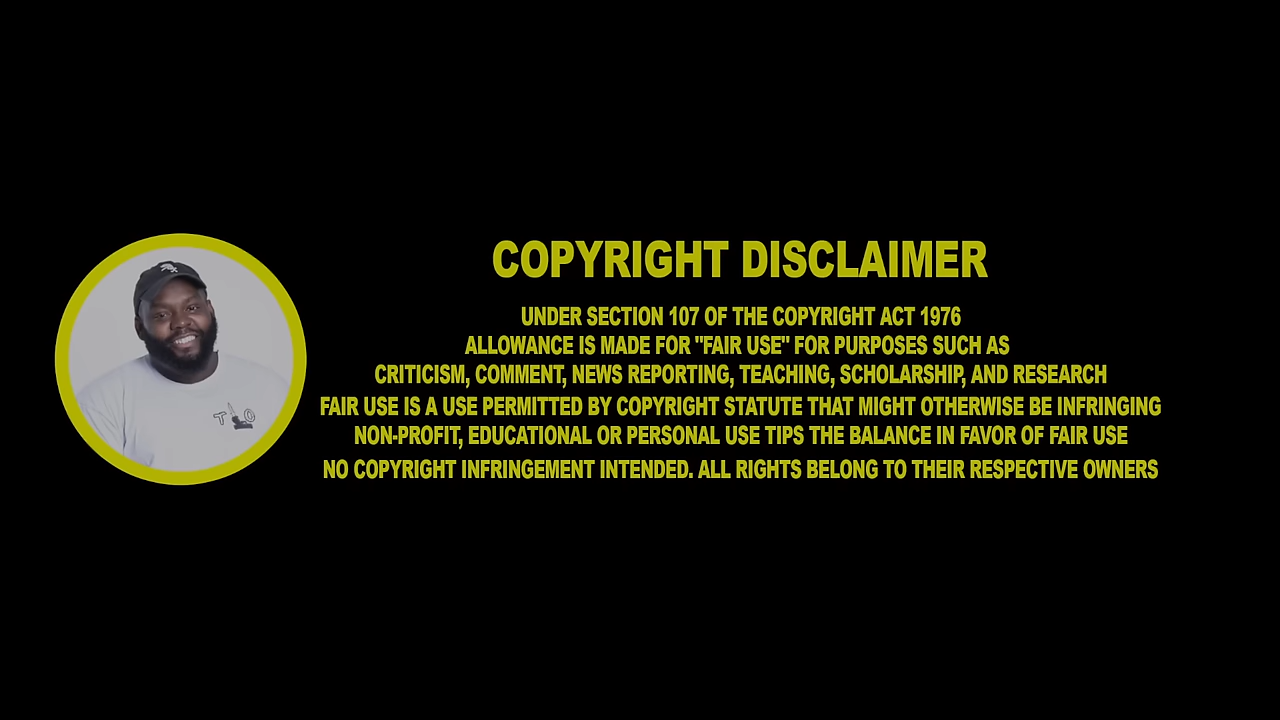 COPYRIGHT DISCLAIMER
UNDER SECTION 107 OF THE COPYRIGHT ACT 1976
ALLOWANCE IS MADE FOR "FAIR USE" FOR PURPOSES SUCH AS
CRITICISM, COMMENT, NEWS REPORTING, TEACHING, SCHOLARSHIP, AND RESEARCH
FAIR USE IS A USE PERMITTED BY COPYRIGHT STATUTE THAT MIGHT OTHERWISE BE INFRINGING
NON-PROFIT, EDUCATIONAL OR PERSONAL USE TIPS THE BALANCE IN FAVOR OF FAIR USE
NO COPYRIGHT INFRINGEMENT INTENDED. ALL RIGHTS BELONG TO THEIR RESPECTIVE OWNERS